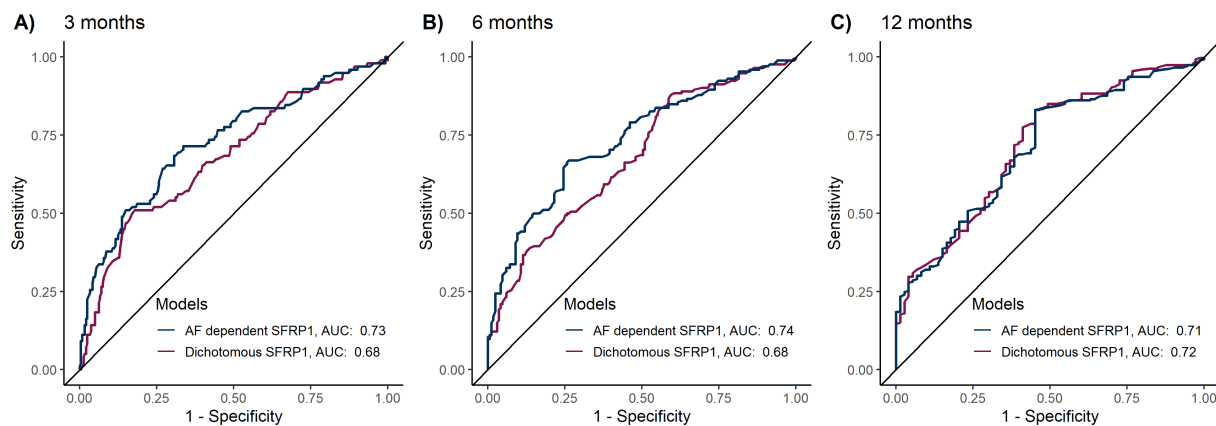 A) 3 months
1.00
0.75
0.50
0.25
0.00
Sensitivity
Models
AF dependent SFRP1, AUC: 0.73
Dichotomous SFRP1, AUC: 0.68
0.00 0.25 0.50 0.75 1.00
1 - Specificity
B) 6 months
1.00
0.75
0.50
0.25
0.00
Sensitivity
Models
AF dependent SFRP1, AUC: 0.74
Dichotomous SFRP1, AUC: 0.68
0.00 0.25 0.50 0.75 1.00
1 - Specificity
C) 12 months
1.00
0.75
0.50
0.25
0.00
Sensitivity
Models
AF dependent SFRP1, AUC: 0.71
Dichotomous SFRP1, AUC: 0.72
0.00 0.25 0.50 0.75 1.00
1 - Specificity